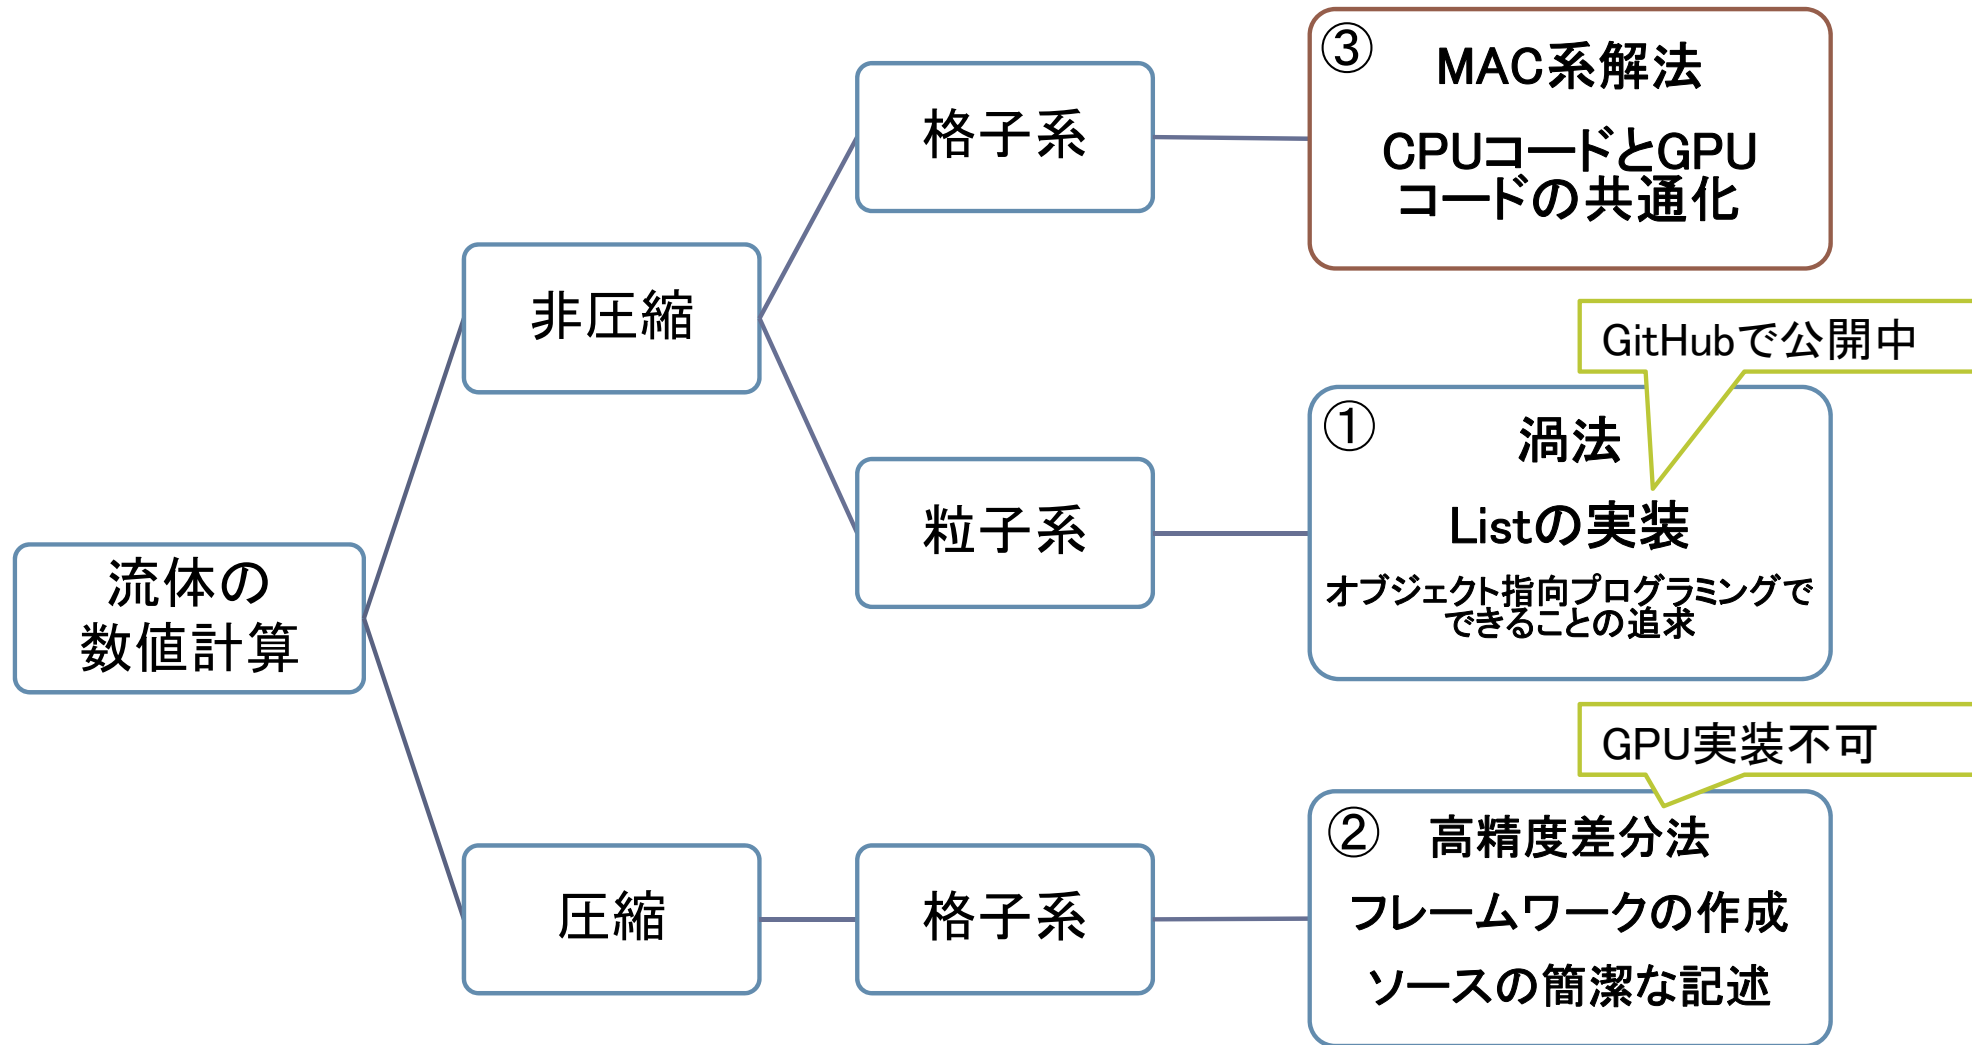 流体の
数値計算
非圧縮
圧縮
格子系
粒子系
格子系
③
MAC系解法
CPUコードとGPU
コードの共通化
GitHubで公開中
①
渦法
Listの実装
オブジェクト指向プログラミングで
できることの追求
GPU実装不可
②
高精度差分法
フレームワークの作成
ソースの簡潔な記述